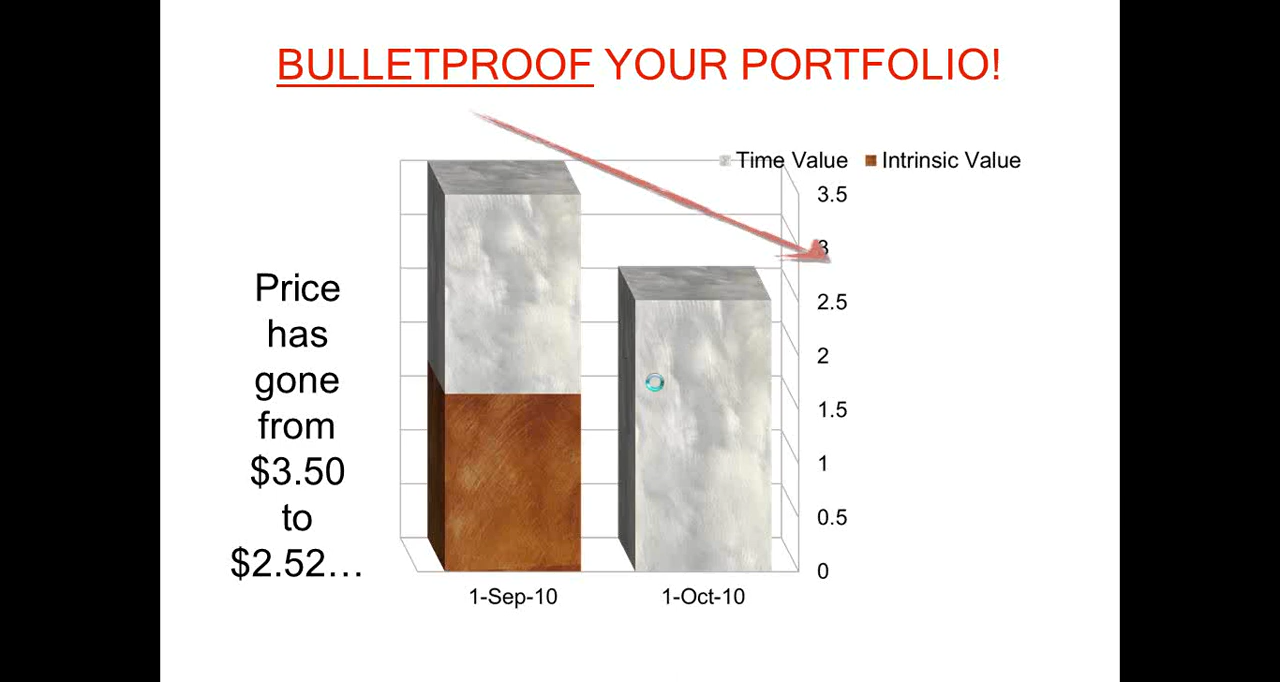 BULLETPROOF YOUR PORTFOLIO!
Time Value
Intrinsic Value
3.5
3
2.5
2
1.5
1
0.5
0
Price
has
gone
from
$3.50
to
$2.52…
1-Sep-10
1-Oct-10